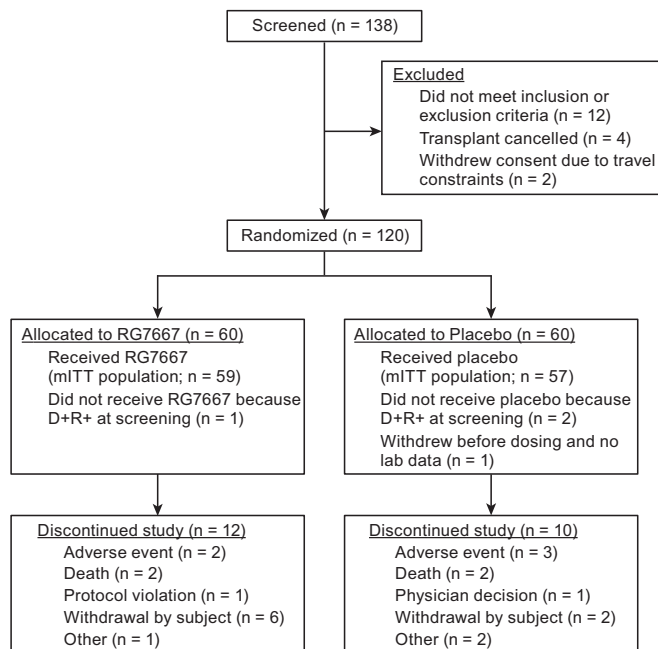 Screened (n = 138)
Excluded
Did not meet inclusion or
exclusion criteria (n = 12)
Transplant cancelled (n = 4)
Withdrew consent due to travel
constraints (n = 2)
Randomized (n = 120)
Allocated to RG7667 (n = 60)
Received RG7667
(mITT population; n = 59)
Did not receive RG7667 because
D+R+ at screening (n = 1)
Allocated to Placebo (n = 60)
Received placebo
(mITT population; n = 57)
Did not receive placebo because
D+R+ at screening (n = 2)
Withdrew before dosing and no
lab data (n = 1)
Discontinued study (n = 12)
Adverse event (n = 2)
Death (n = 2)
Protocol violation (n = 1)
Withdrawal by subject (n = 6)
Other (n = 1)
Discontinued study (n = 10)
Adverse event (n = 3)
Death (n = 2)
Physician decision (n = 1)
Withdrawal by subject (n = 2)
Other (n = 2)